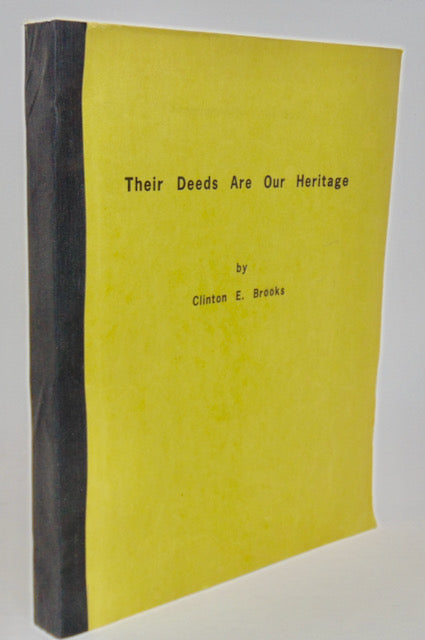 Their Deeds Are Our Heritage
by
Clinton E. Brooks